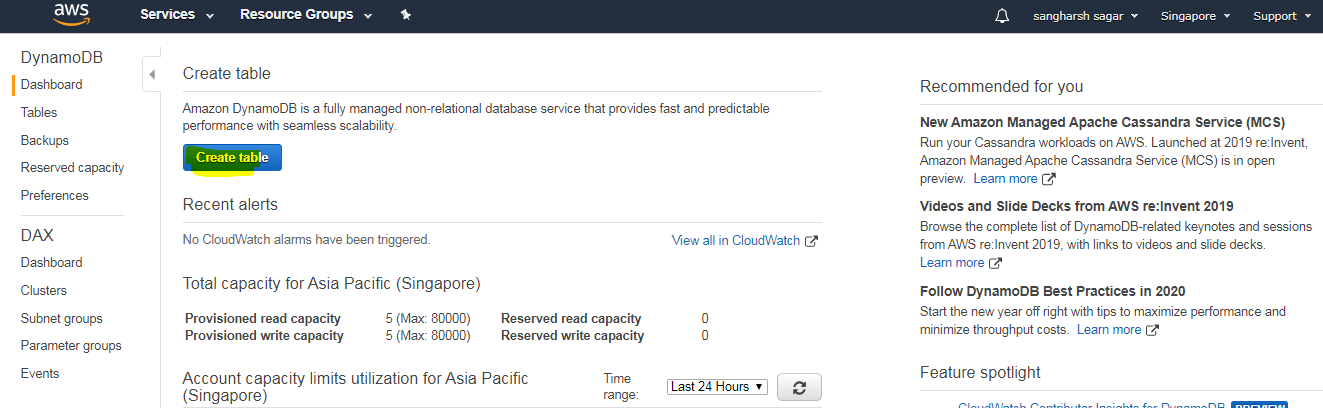 aws
Services
Resource Groups
sangharsh sagar
Singapore
Support
DynamoDB
Dashboard
Tables
Backups
Reserved capacity
Preferences
DAX
Dashboard
Clusters
Subnet groups
Parameter groups
Events
Create table
Amazon DynamoDB is a fully managed non-relational database service that provides fast and predictable
performance with seamless scalability.
Create table
Recent alerts
No CloudWatch alarms have been triggered.
View all in CloudWatch
Total capacity for Asia Pacific (Singapore)
Provisioned read capacity 5 (Max: 80000) Reserved read capacity 0
Provisioned write capacity 5 (Max: 80000) Reserved write capacity 0
Account capacity limits utilization for Asia Pacific
(Singapore)
Time
range:
Last 24 Hours
Recommended for you
New Amazon Managed Apache Cassandra Service (MCS)
Run your Cassandra workloads on AWS. Launched at 2019 re:Invent,
Amazon Managed Apache Cassandra Service (MCS) is in open
preview. Learn more
Videos and Slide Decks from AWS re:Invent 2019
Browse the complete list of DynamoDB-related keynotes and sessions
from AWS re:Invent 2019, with links to videos and slide decks.
Learn more
Follow DynamoDB Best Practices in 2020
Start the new year off right with tips to maximize performance and
minimize throughput costs. Learn more
Feature spotlight
CloudWatch Contributor Insights for DynamoDB PREVIEW